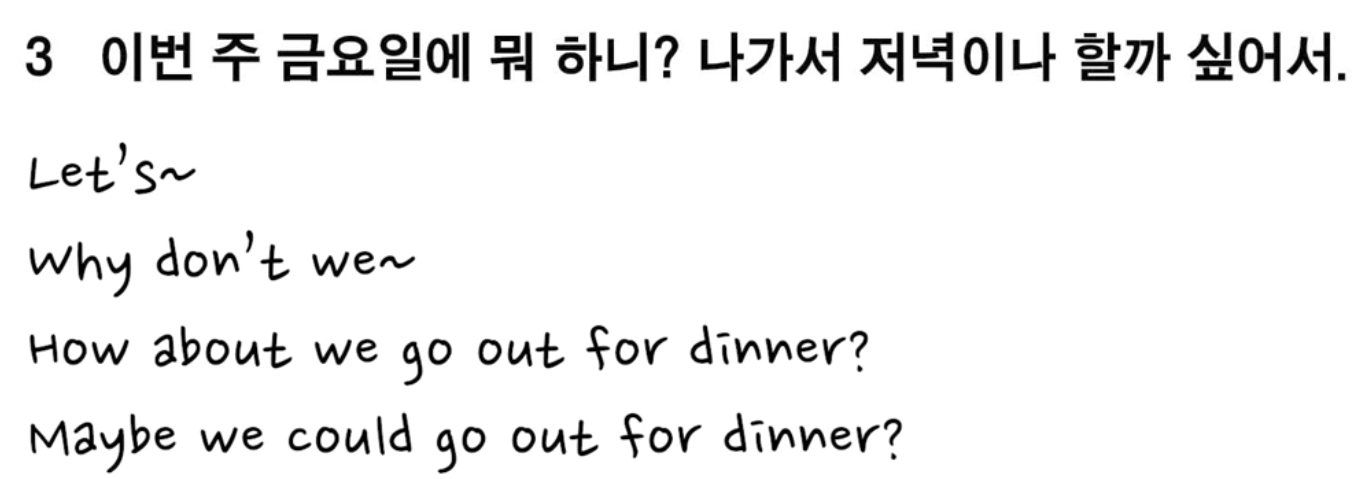 3 이번 주 금요일에 뭐 하니? 나가서 저녁이나 할까 싶어서.
Let's~
Why don't we~
How about we go out for dinner?
Maybe we could go out for dinner?